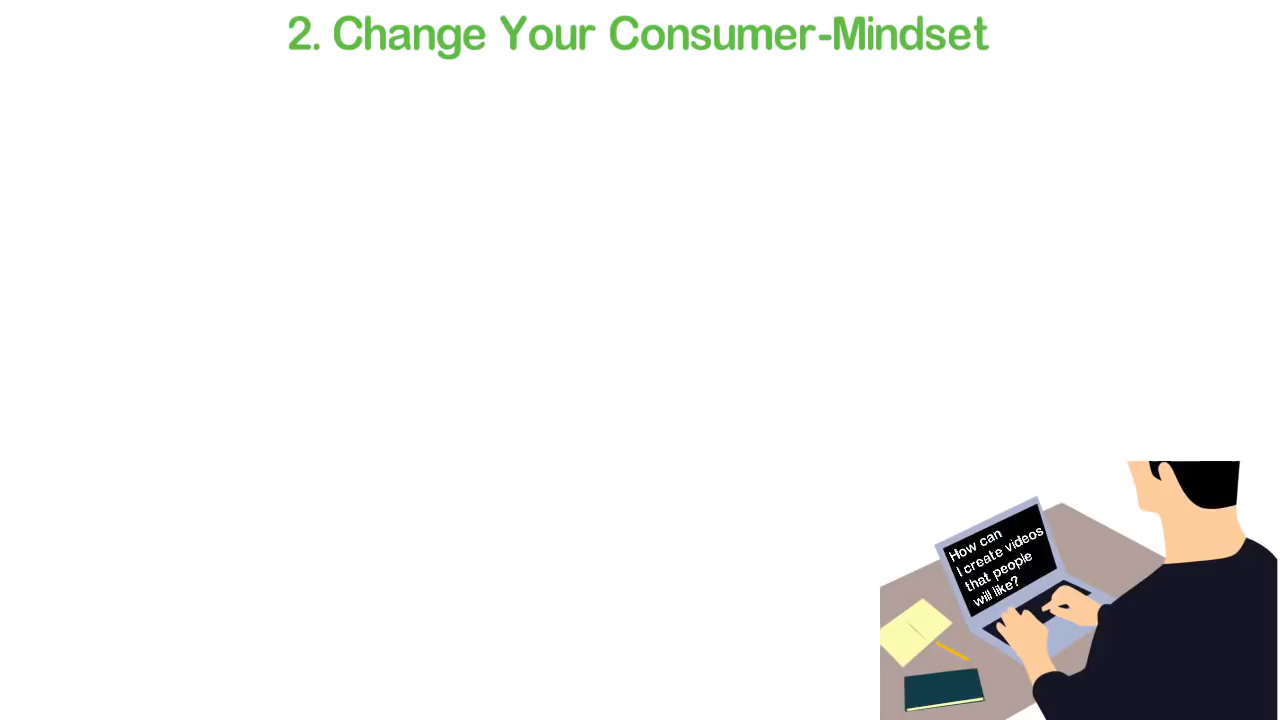 2. Change Your Consumer-Mindset
How can
I create videos
that people
will like?